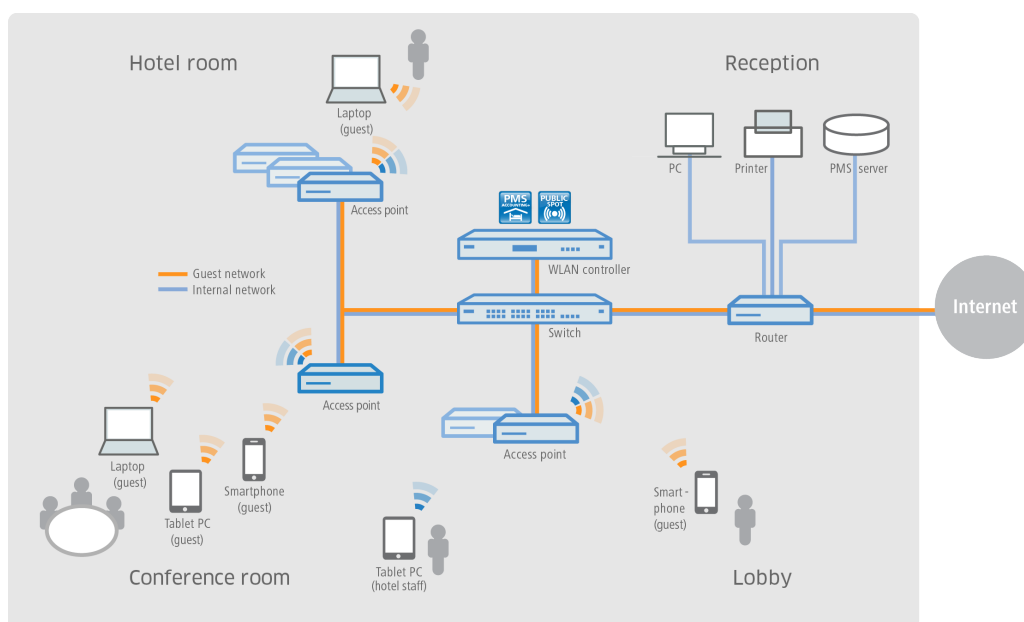 Hotel room
Reception
Laptop
(guest)
PC
Printer
PMS server
Access point
PMS
ACCOUNTING+
PUBLIC
SPOT
WLAN controller
Guest network
Internal network
Internet
Switch
Router
Access point
Access point
Laptop
(guest)
Smartphone
(guest)
Tablet PC
(guest)
Smart -
phone
(guest)
Tablet PC
(hotel staff)
Conference room
Lobby